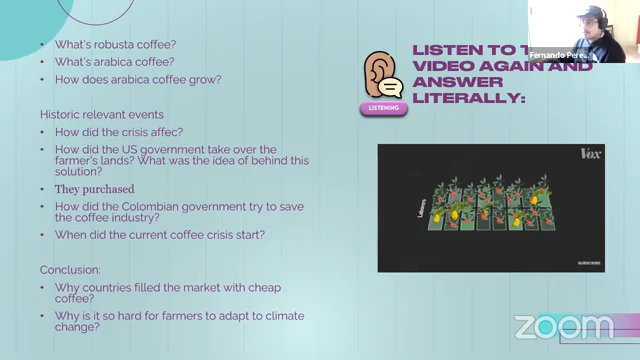 • What's robusta coffee?
• What's arabica coffee?
• How does arabica coffee grow?
Historic relevant events
• How did the crisis affec?
• How did the US government take over the
farmer's lands? What was the idea of behind this
solution?
• They purchased
• How did the Colombian government try to save
the coffee industry?
• When did the current coffee crisis start?
Conclusion:
• Why countries filled the market with cheap
coffee?
• Why is it so hard for farmers to adapt to climate
change?
LISTENING
LISTEN TO T
VIDEO AGAIN AND
ANSWER
LITERALLY:
Fernando Pere
Vox
Laborers
SUBSCRIBE
zoom